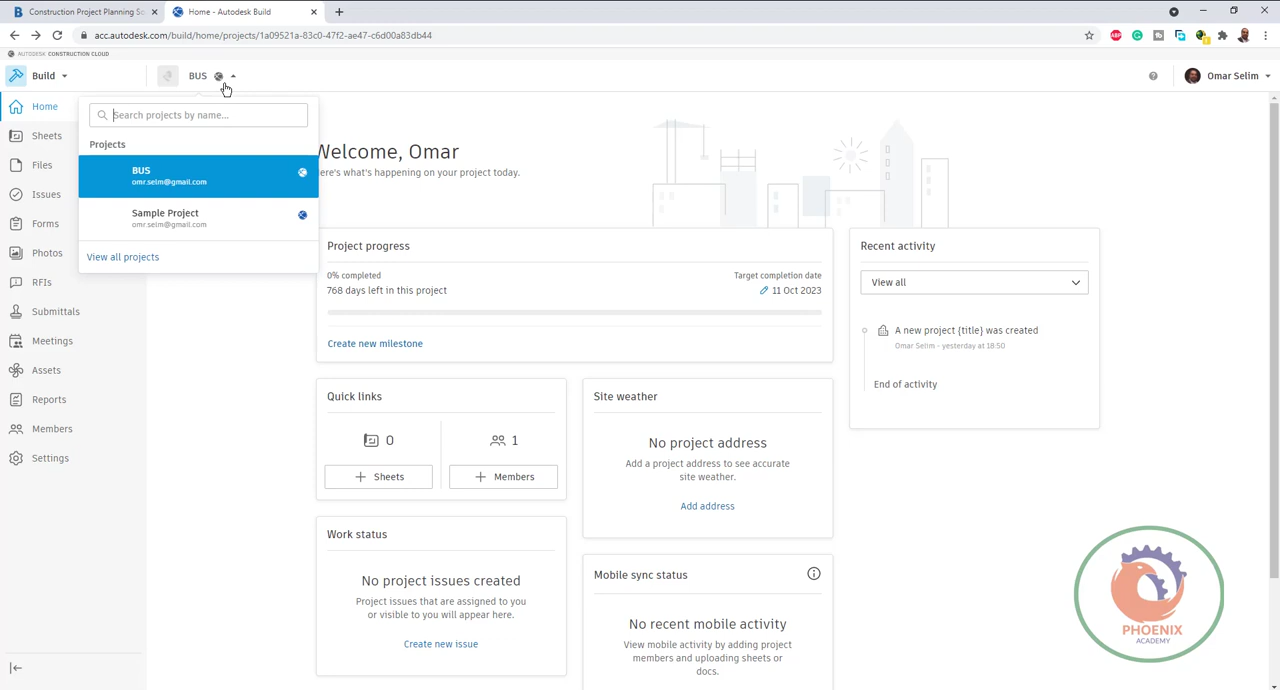 Construction Project Planning So
Home - Autodesk Build
acc.autodesk.com/build/home/projects/1a09521a-83c0-47f2-ae47-c6d00a83db44
AUTODESK CONSTRUCTION CLOUD
Build
BUS
Omar Selim
Home
Sheets
Files
Issues
Forms
Photos
RFIs
Submittals
Meetings
Assets
Reports
Members
Settings
Search projects by name...
Projects
BUS
omr.selm@gmail.com
Sample Project
omr.selm@gmail.com
View all projects
Welcome, Omar
ere's what's happening on your project today.
Project progress
0% completed
Target completion date
768 days left in this project
11 Oct 2023
Create new milestone
Recent activity
View all
A new project {title} was created
Omar Selim - yesterday at 18:50
End of activity
Quick links
0
1
Sheets
Members
Site weather
No project address
Add a project address to see accurate
site weather.
Add address
Work status
No project issues created
Project issues that are assigned to you
or visible to you will appear here.
Create new issue
Mobile sync status
No recent mobile activity
View mobile activity by adding project
members and uploading sheets or
docs.
PHOENIX
ACADEMY